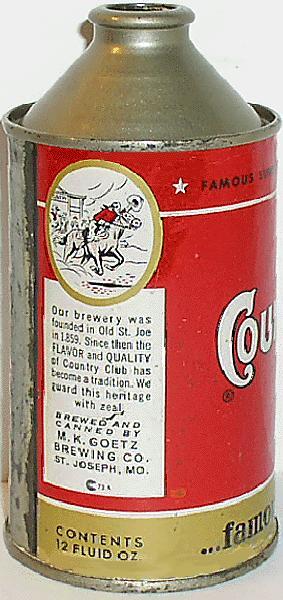 ★ FAMOUS
Cou
®
Our brewery was
founded in Old St. Joe
in 1859. Since then the
FLAVOR and QUALITY
of Country Club has
become a tradition. We
guard this heritage
with zeal.
BREWED AND
CANNED BY
M. K. GOETZ
BREWING CO.
ST. JOSEPH, MO.
73A
CONTENTS
12 FLUID OZ.
...famo